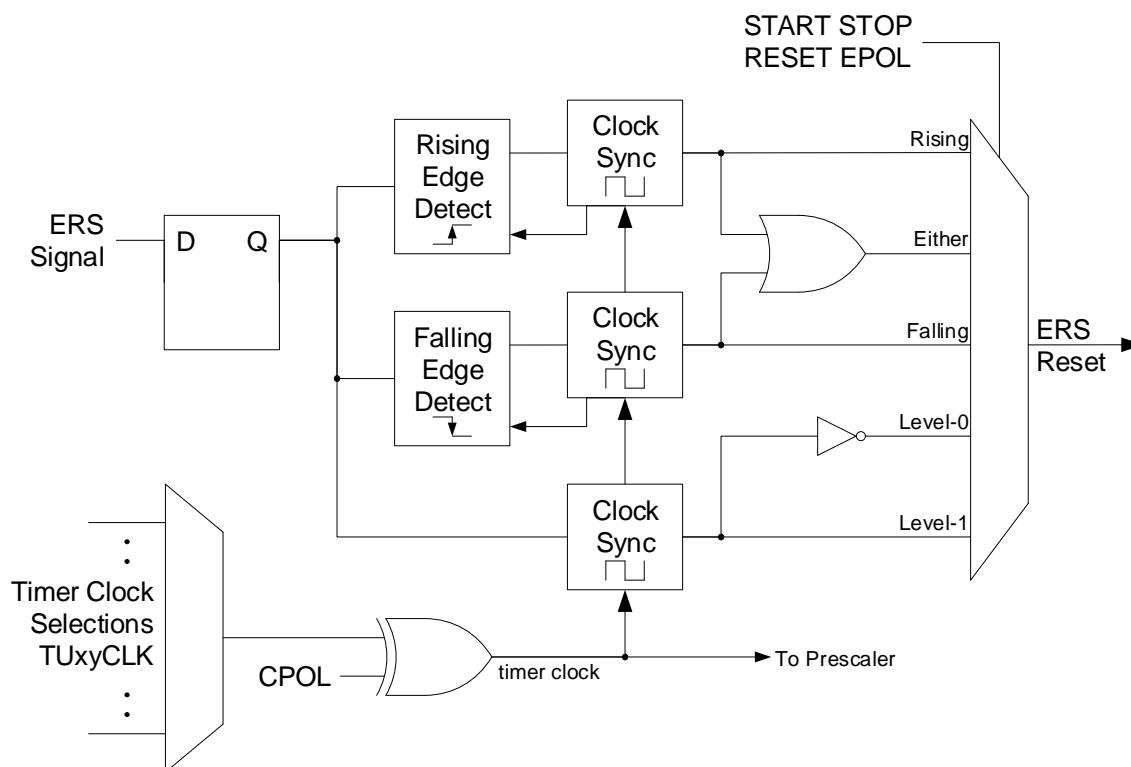 START STOP
RESET EPOL
Rising
Edge
Detect
Clock
Sync
Rising
ERS
Signal
D
Q
Either
Falling
Edge
Detect
Clock
Sync
Falling
ERS
Reset
Level-0
Clock
Sync
Level-1
:
Timer Clock
Selections
TUxyCLK
:
CPOL
timer clock
To Prescaler